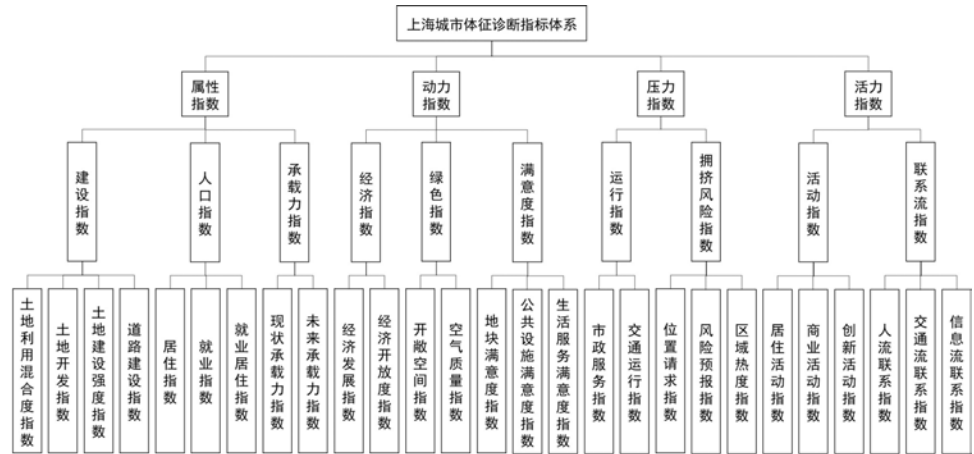 上海城市体征诊断指标体系
属性
指数
动力
指数
压力
指数
活力
指数
建设指数
人口指数
承载力指数
经济指数
绿色指数
满意度指数
运行指数
拥挤风险指数
活动指数
联系流指数
土地利用混合度指数
土地开发指数
土地建设强度指数
道路建设指数
居住指数
就业指数
就业居住指数
现状承载力指数
未来承载力指数
经济发展指数
经济开放度指数
开敞空间指数
空气质量指数
地块满意度指数
公共设施满意度指数
生活服务满意度指数
市政服务指数
交通运行指数
位置请求指数
风险预报指数
区域热度指数
居住活动指数
商业活动指数
创新活动指数
人流联系指数
交通流联系指数
信息流联系指数